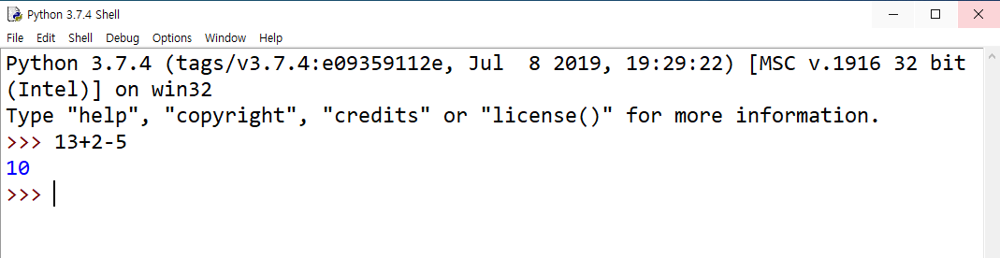 Python 3.7.4 Shell
File Edit Shell Debug Options Window Help
Python 3.7.4 (tags/v3.7.4:e09359112e, Jul  8 2019, 19:29:22) [MSC v.1916 32 bit
(Intel)] on win32
Type "help", "copyright", "credits" or "license()" for more information.
>>> 13+2-5
10
>>>